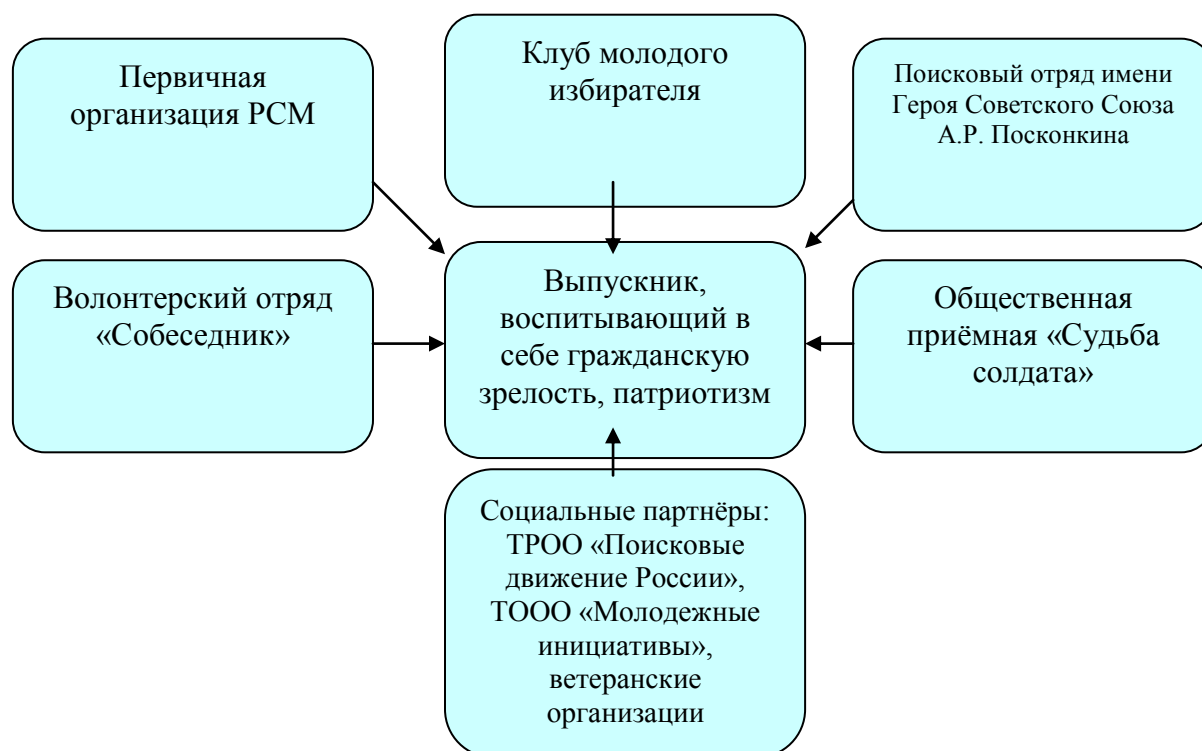 Первичная
организация РСМ
Клуб молодого
избирателя
Поисковый отряд имени
Героя Советского Союза
А.Р. Посконкина
Волонтерский отряд
«Собеседник»
Выпускник,
воспитывающий в
себе гражданскую
зрелость, патриотизм
Общественная
приёмная «Судьба
солдата»
Социальные партнёры:
ТРОО «Поисковые
движение России»,
ТООО «Молодежные
инициативы»,
ветеранские
организации